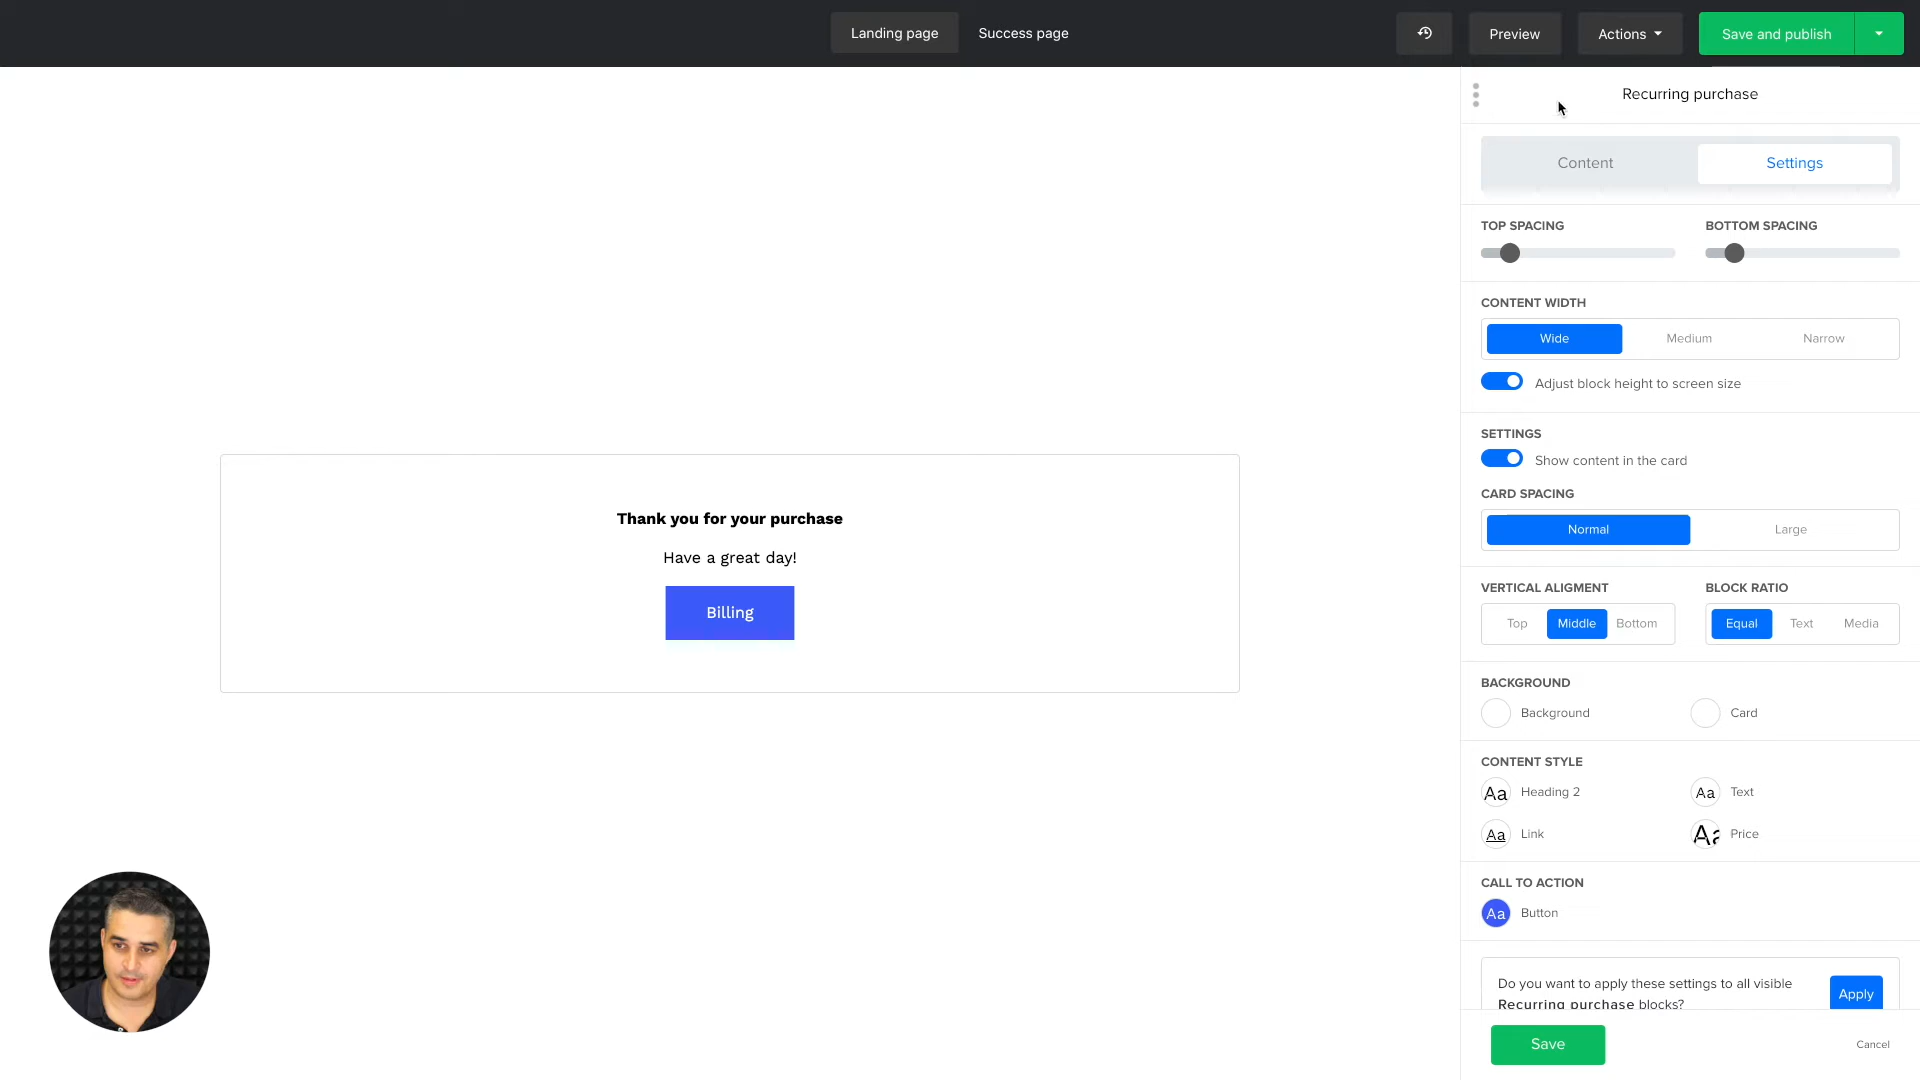 Landing page
Success page
Preview
Actions
Save and publish
Recurring purchase
Content
Settings
TOP SPACING
BOTTOM SPACING
CONTENT WIDTH
Wide
Medium
Narrow
Adjust block height to screen size
SETTINGS
Show content in the card
CARD SPACING
Normal
Large
VERTICAL ALIGMENT
BLOCK RATIO
Top
Middle
Bottom
Equal
Text
Media
BACKGROUND
Background
Card
CONTENT STYLE
Aa Heading 2
Aa Text
Aa Link
Aa Price
CALL TO ACTION
Aa Button
Do you want to apply these settings to all visible
Recurring purchase blocks?
Apply
Save
Cancel
Thank you for your purchase
Have a great day!
Billing